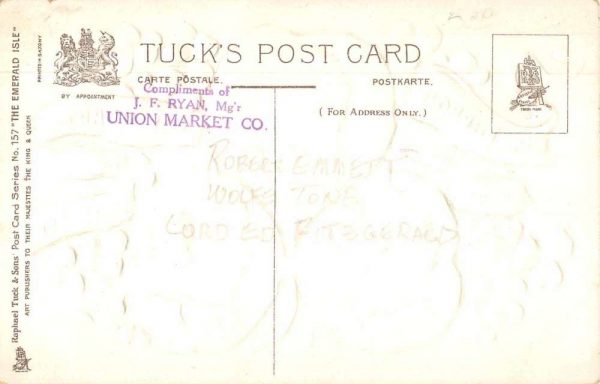 TUCK'S POST CARD
CARTE POSTALE.
POSTKARTE.
BY APPOINTMENT
(FOR ADDRESS ONLY.)
Compliments of
J. F. RYAN, Mg'r
UNION MARKET CO.
ROBERT EMMETT
WOLFE TONE
LORD ED FITZGERALD
Raphael Tuck & Sons' Post Card Series No. 157 "THE EMERALD ISLE"
ART PUBLISHERS TO THEIR MAJESTIES THE KING & QUEEN
PRINTED IN SAXONY